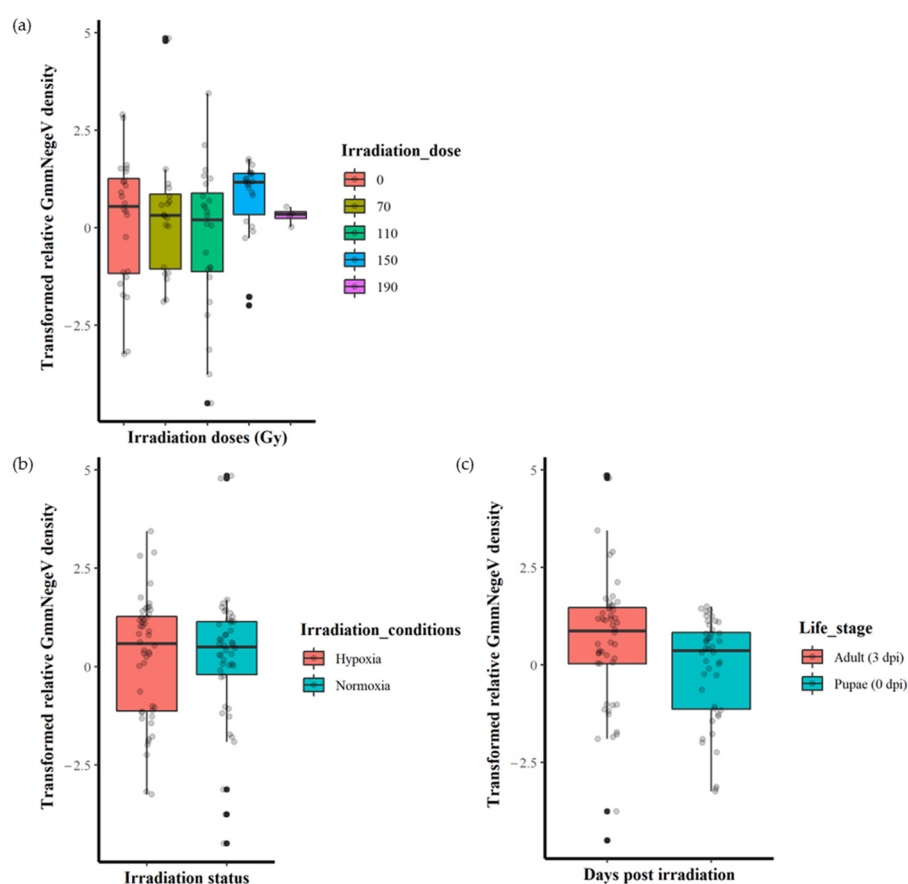 (a)
Transformed relative GmmNegeV density
5
2.5
0
−2.5
Irradiation doses (Gy)
Irradiation_dose
0
70
110
150
190
(b)
Transformed relative GmmNegeV density
5
2.5
0
−2.5
Irradiation status
Irradiation_conditions
Hypoxia
Normoxia
(c)
Transformed relative GmmNegeV density
5
2.5
0
−2.5
Days post irradiation
Life_stage
Adult (3 dpi)
Pupae (0 dpi)